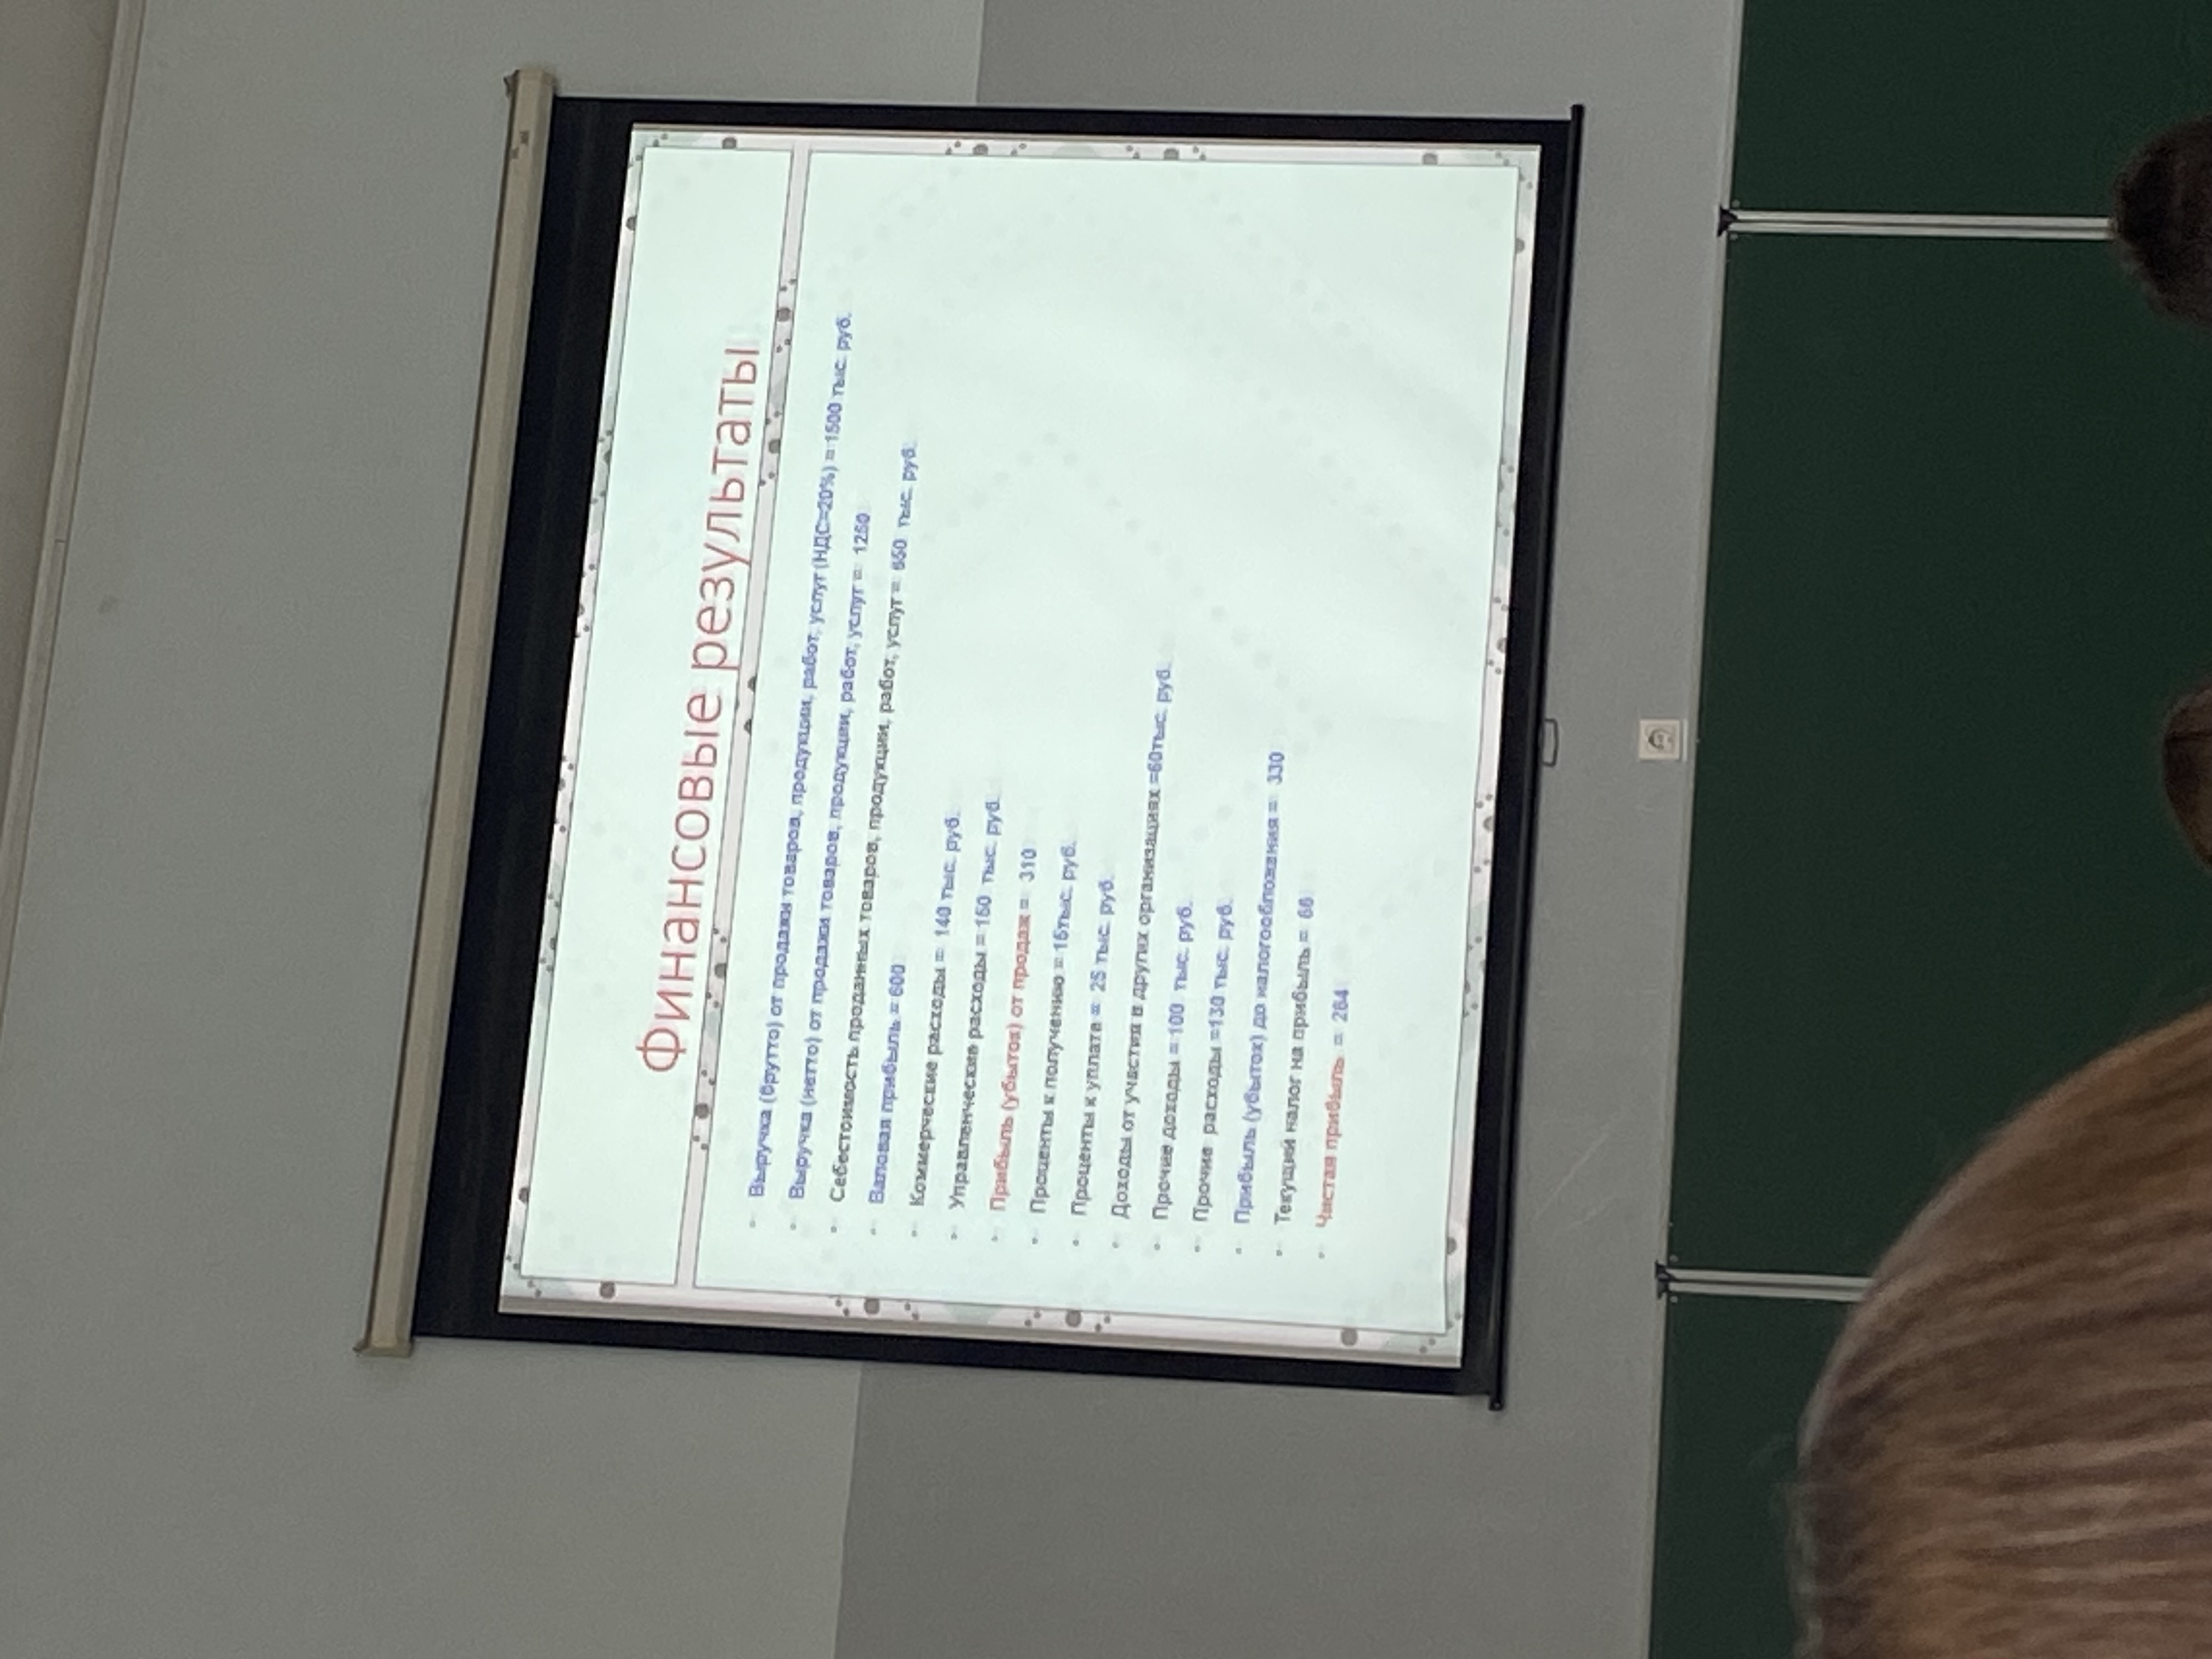 Финансовые результаты
Выручка (брутто) от продажи товаров, продукции, работ, услуг (НДС=20%) = 1500 тыс. руб.
Выручка (нетто) от продажи товаров, продукции, работ, услуг = 1250
Себестоимость проданных товаров, продукции, работ, услуг = 650 тыс. руб.
Валовая прибыль = 600
Коммерческие расходы = 140 тыс. руб.
Управленческие расходы = 150 тыс. руб.
Прибыль (убыток) от продаж = 310
Проценты к получению = 15тыс. руб.
Проценты к уплате = 25 тыс. руб.
Доходы от участия в других организациях =60тыс. руб.
Прочие доходы = 100 тыс. руб.
Прочие расходы =130 тыс. руб.
Прибыль (убыток) до налогообложения = 330
Текущий налог на прибыль = 66
Чистая прибыль = 264